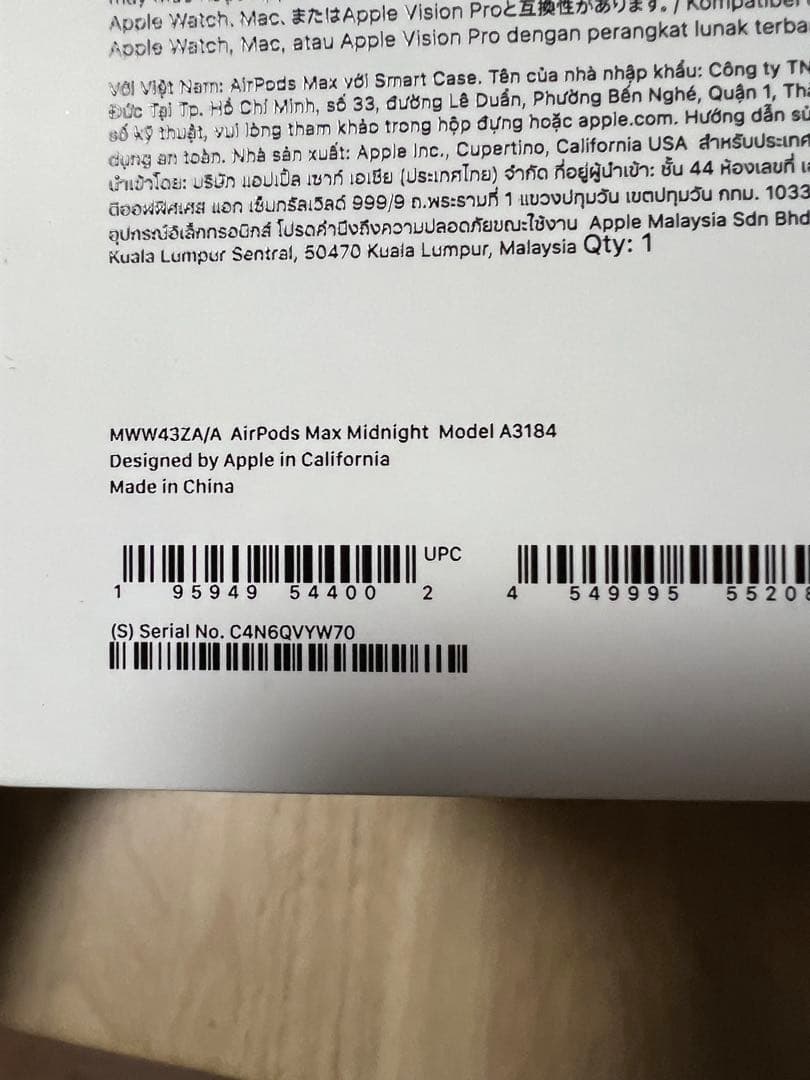 Apple Watch、Mac、またはApple Vision Proと互換性があります。/ Kompatibel
Apple Watch, Mac, atau Apple Vision Pro dengan perangkat lunak terba
Với Việt Nam: AirPods Max với Smart Case. Tên của nhà nhập khẩu: Công ty TN
Đức Tại Tp. Hồ Chí Minh, số 33, đường Lê Duẩn, Phường Bến Nghé, Quận 1, Thà
số kỹ thuật, vui lòng tham khảo trong hộp đựng hoặc apple.com. Hướng dẫn sử
dụng an toàn. Nhà sản xuất: Apple Inc., Cupertino, California USA สำหรับประเทศ
นำเข้าโดย: บริษัท แอปเปิ้ล เซาท์ เอเชีย (ประเทศไทย) จำกัด ที่อยู่ผู้นำเข้า: ชั้น 44 ห้องเลขที่
ดิออฟฟิศเศส แอท เซ็นทรัลเวิลด์ 999/9 ถ.พระรามที่ 1 แขวงปทุมวัน เขตปทุมวัน กทม. 1033
อุปกรณ์อิเล็กทรอนิกส์ โปรดคำนึงถึงความปลอดภัยขณะใช้งาน Apple Malaysia Sdn Bhd
Kuala Lumpur Sentral, 50470 Kuala Lumpur, Malaysia Qty: 1
MWW43ZA/A AirPods Max Midnight Model A3184
Designed by Apple in California
Made in China
UPC
1 95949 54400 2
4 549995 55208
(S) Serial No. C4N6QVYW70